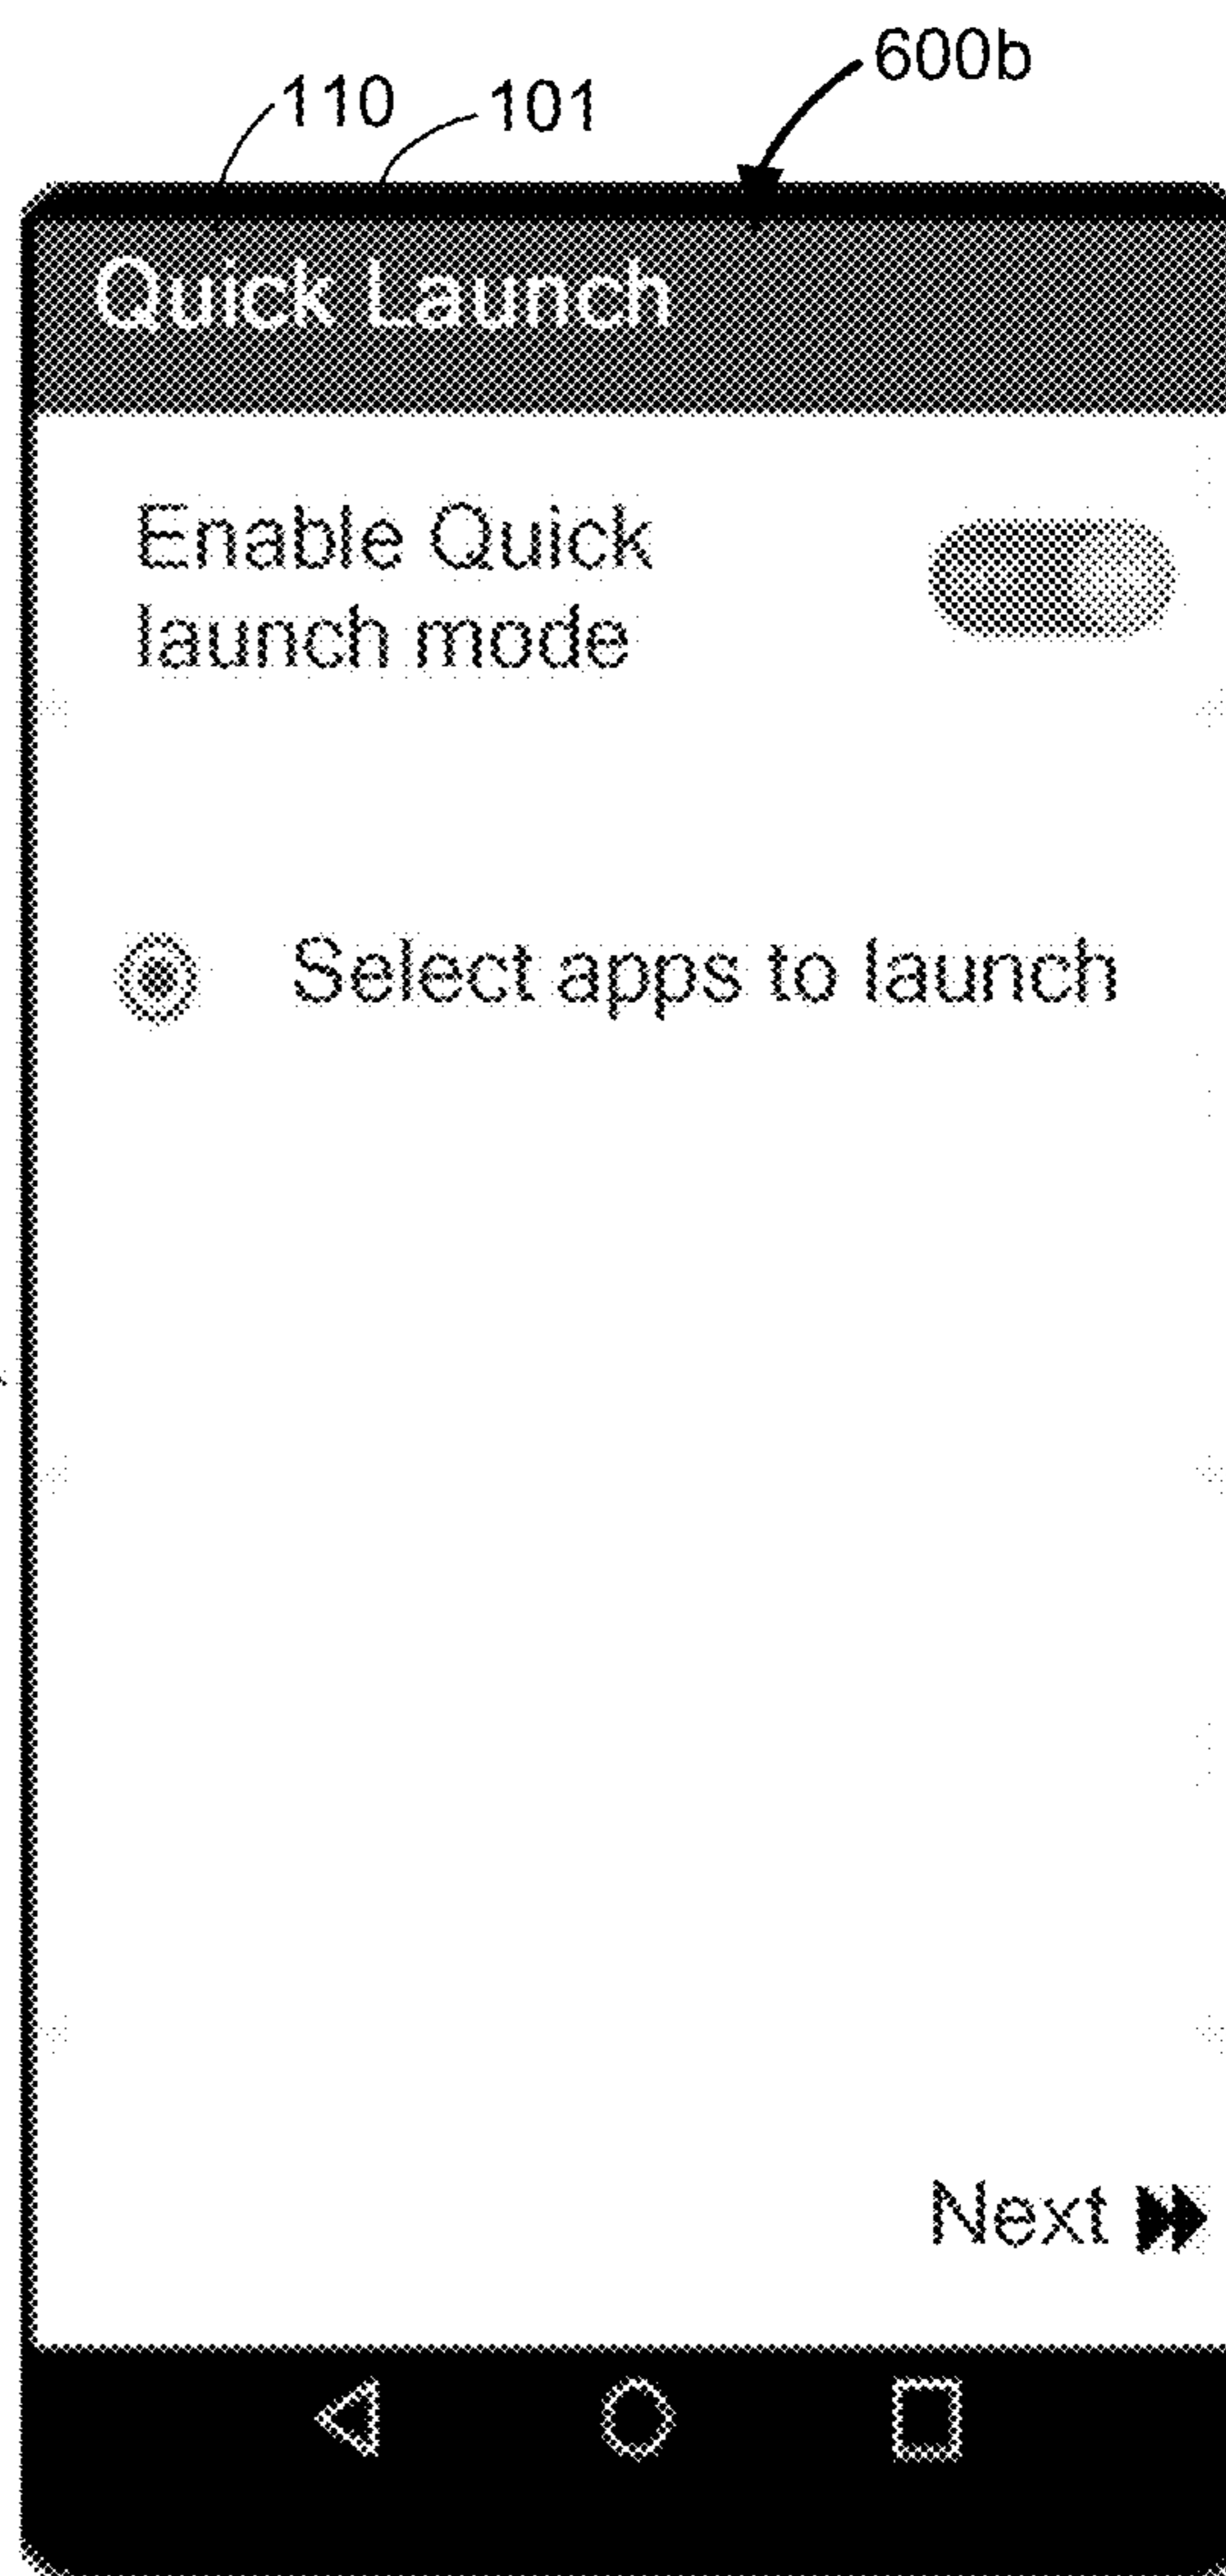 600b
110 101
Quick Launch
Enable Quick
launch mode
Select apps to launch
Next